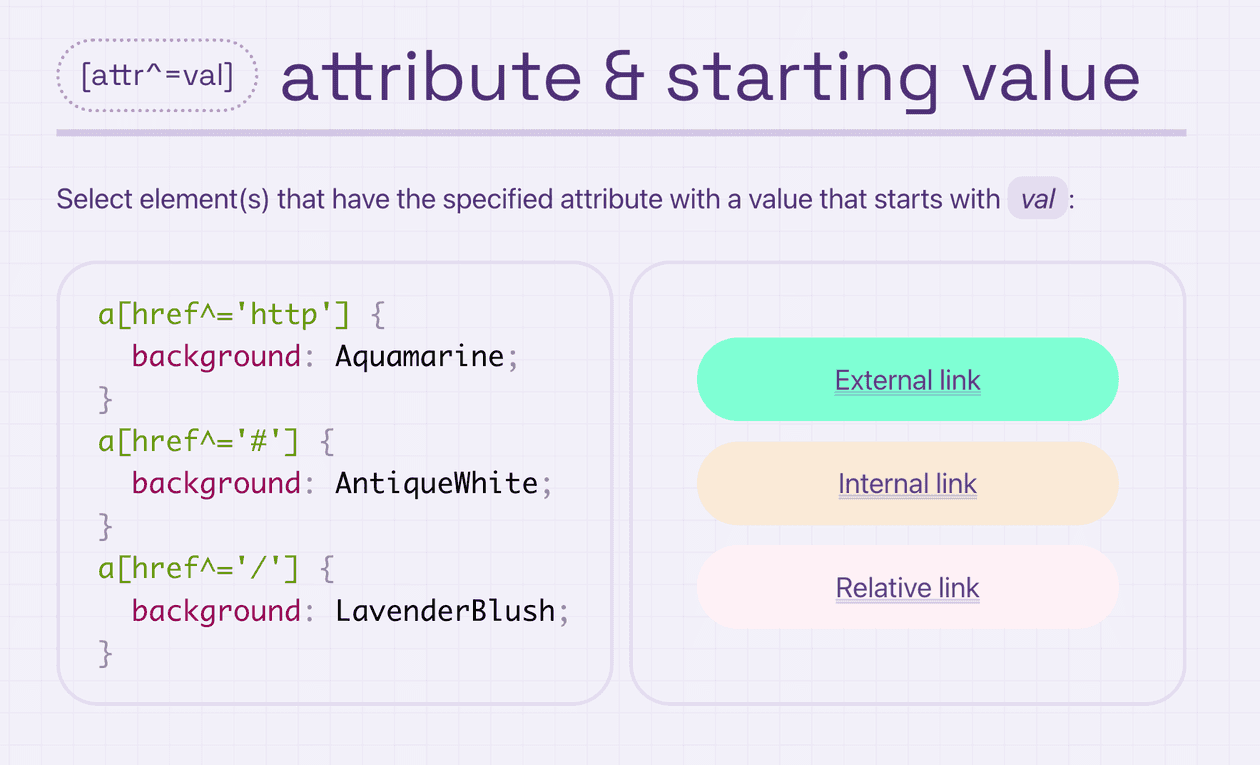 [attr^=val] attribute & starting value
Select element(s) that have the specified attribute with a value that starts with val :
a[href^='http'] {
  background: Aquamarine;
}
a[href^='#'] {
  background: AntiqueWhite;
}
a[href^='/'] {
  background: LavenderBlush;
}
External link
Internal link
Relative link